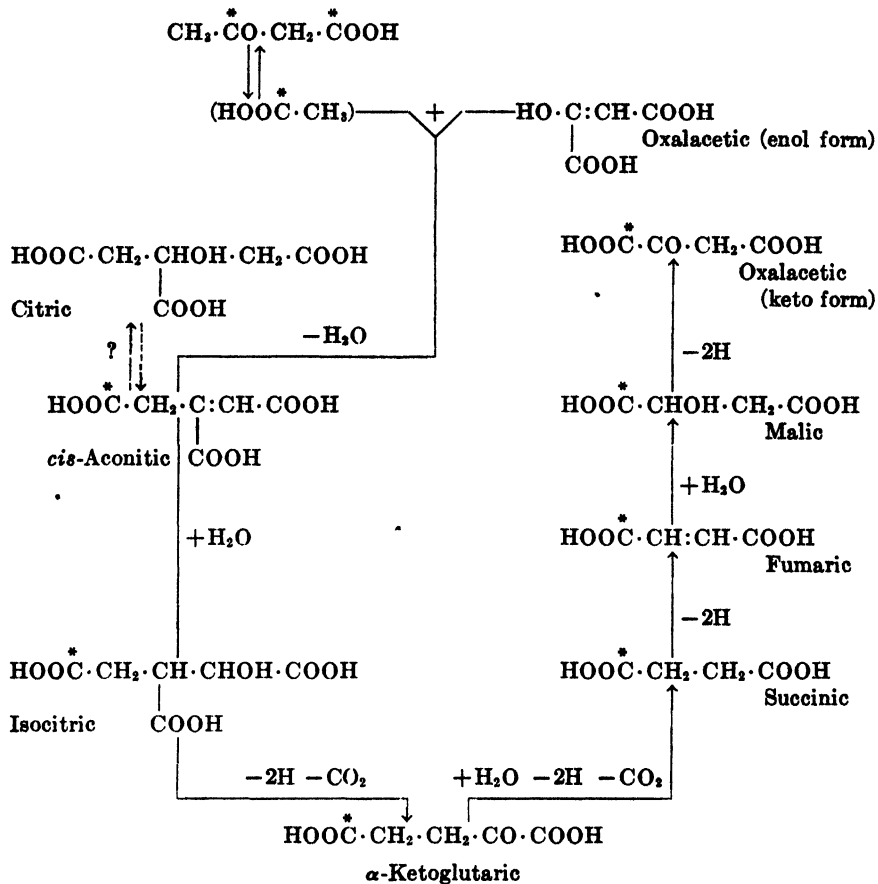 CH₃·C*O·CH₂·C*OOH
(HOOC*·CH₃) + HO·C:CH·COOH
COOH
Oxalacetic (enol form)
HOOC·CH₂·CHOH·CH₂·COOH
COOH
Citric
HOOC*·CO·CH₂·COOH
Oxalacetic
(keto form)
−H₂O
?
−2H
HOOC*·CH₂·C:CH·COOH
COOH
cis-Aconitic
HOOC*·CHOH·CH₂·COOH
Malic
+H₂O
+H₂O
HOOC*·CH:CH·COOH
Fumaric
−2H
HOOC*·CH₂·CH·CHOH·COOH
COOH
Isocitric
HOOC*·CH₂·CH₂·COOH
Succinic
−2H −CO₂
+H₂O −2H −CO₂
HOOC*·CH₂·CH₂·CO·COOH
α-Ketoglutaric